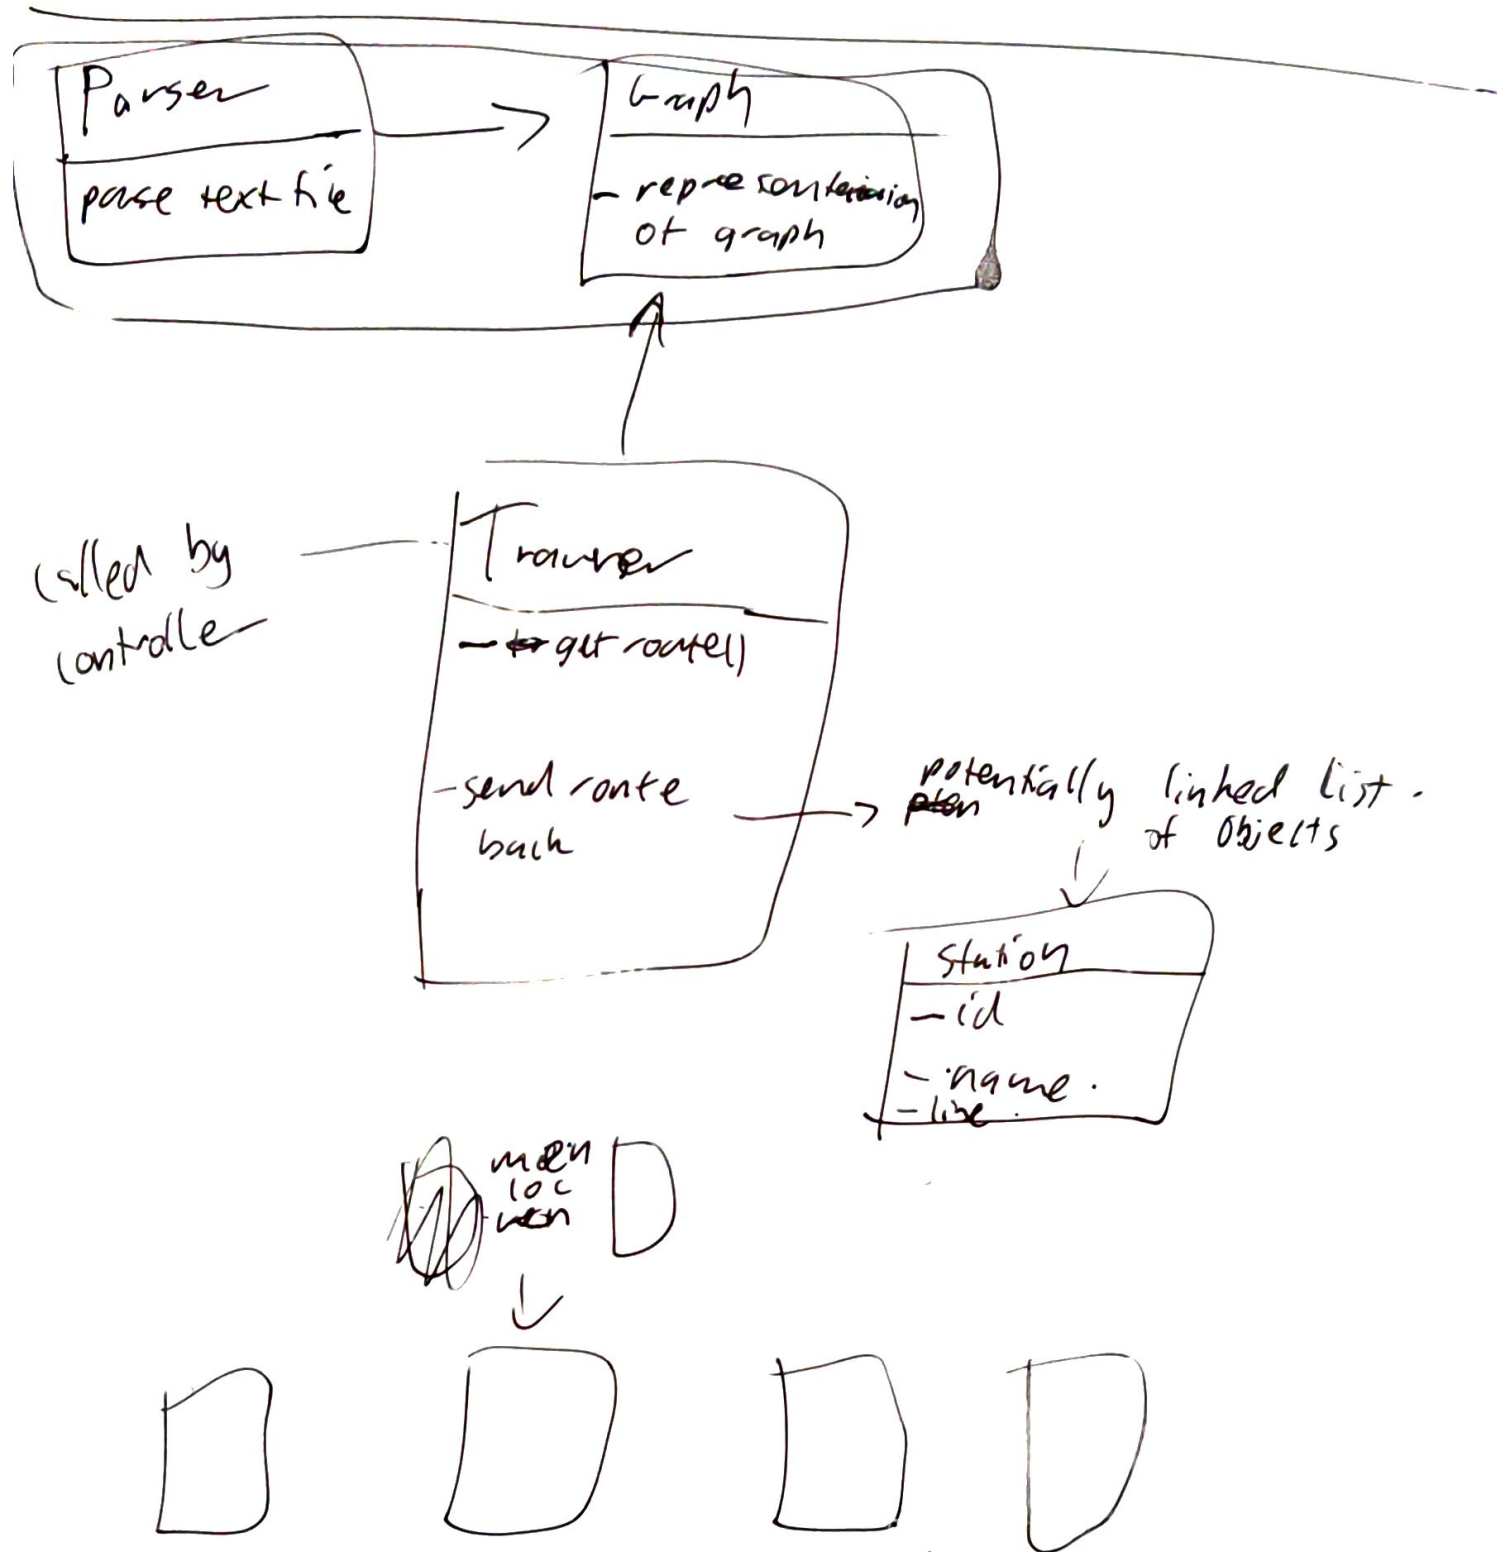 Parser
parse text file
Graph
- representation
of graph
called by
controller
Traverser
- get route()
- send route
back
potentially linked list.
of Objects
Station
- id
- name.
- line.
loc